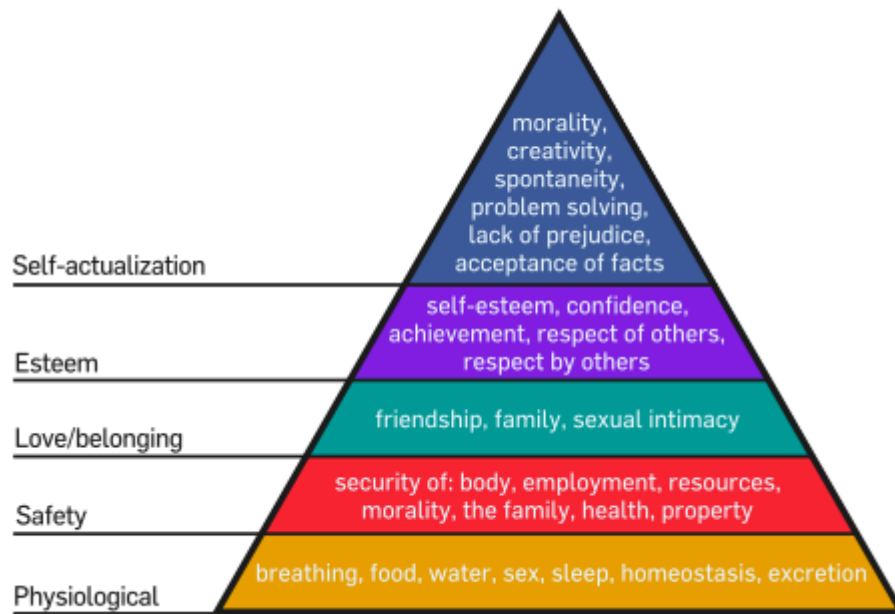 morality,
creativity,
spontaneity,
problem solving,
lack of prejudice,
acceptance of facts
Self-actualization
self-esteem, confidence,
achievement, respect of others,
respect by others
Esteem
friendship, family, sexual intimacy
Love/belonging
security of: body, employment, resources,
morality, the family, health, property
Safety
breathing, food, water, sex, sleep, homeostasis, excretion
Physiological